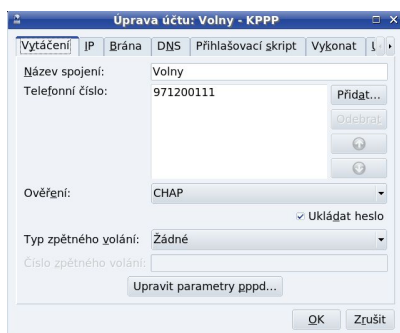 Úprava účtu: Volny - KPPP
Vytáčení IP Brána DNS Přihlašovací skript Vykonat
Název spojení: Volny
Telefonní číslo: 971200111
Přidat...
Odebrat
Ověření: CHAP
Ukládat heslo
Typ zpětného volání: Žádné
Číslo zpětného volání:
Upravit parametry pppd...
OK Zrušit